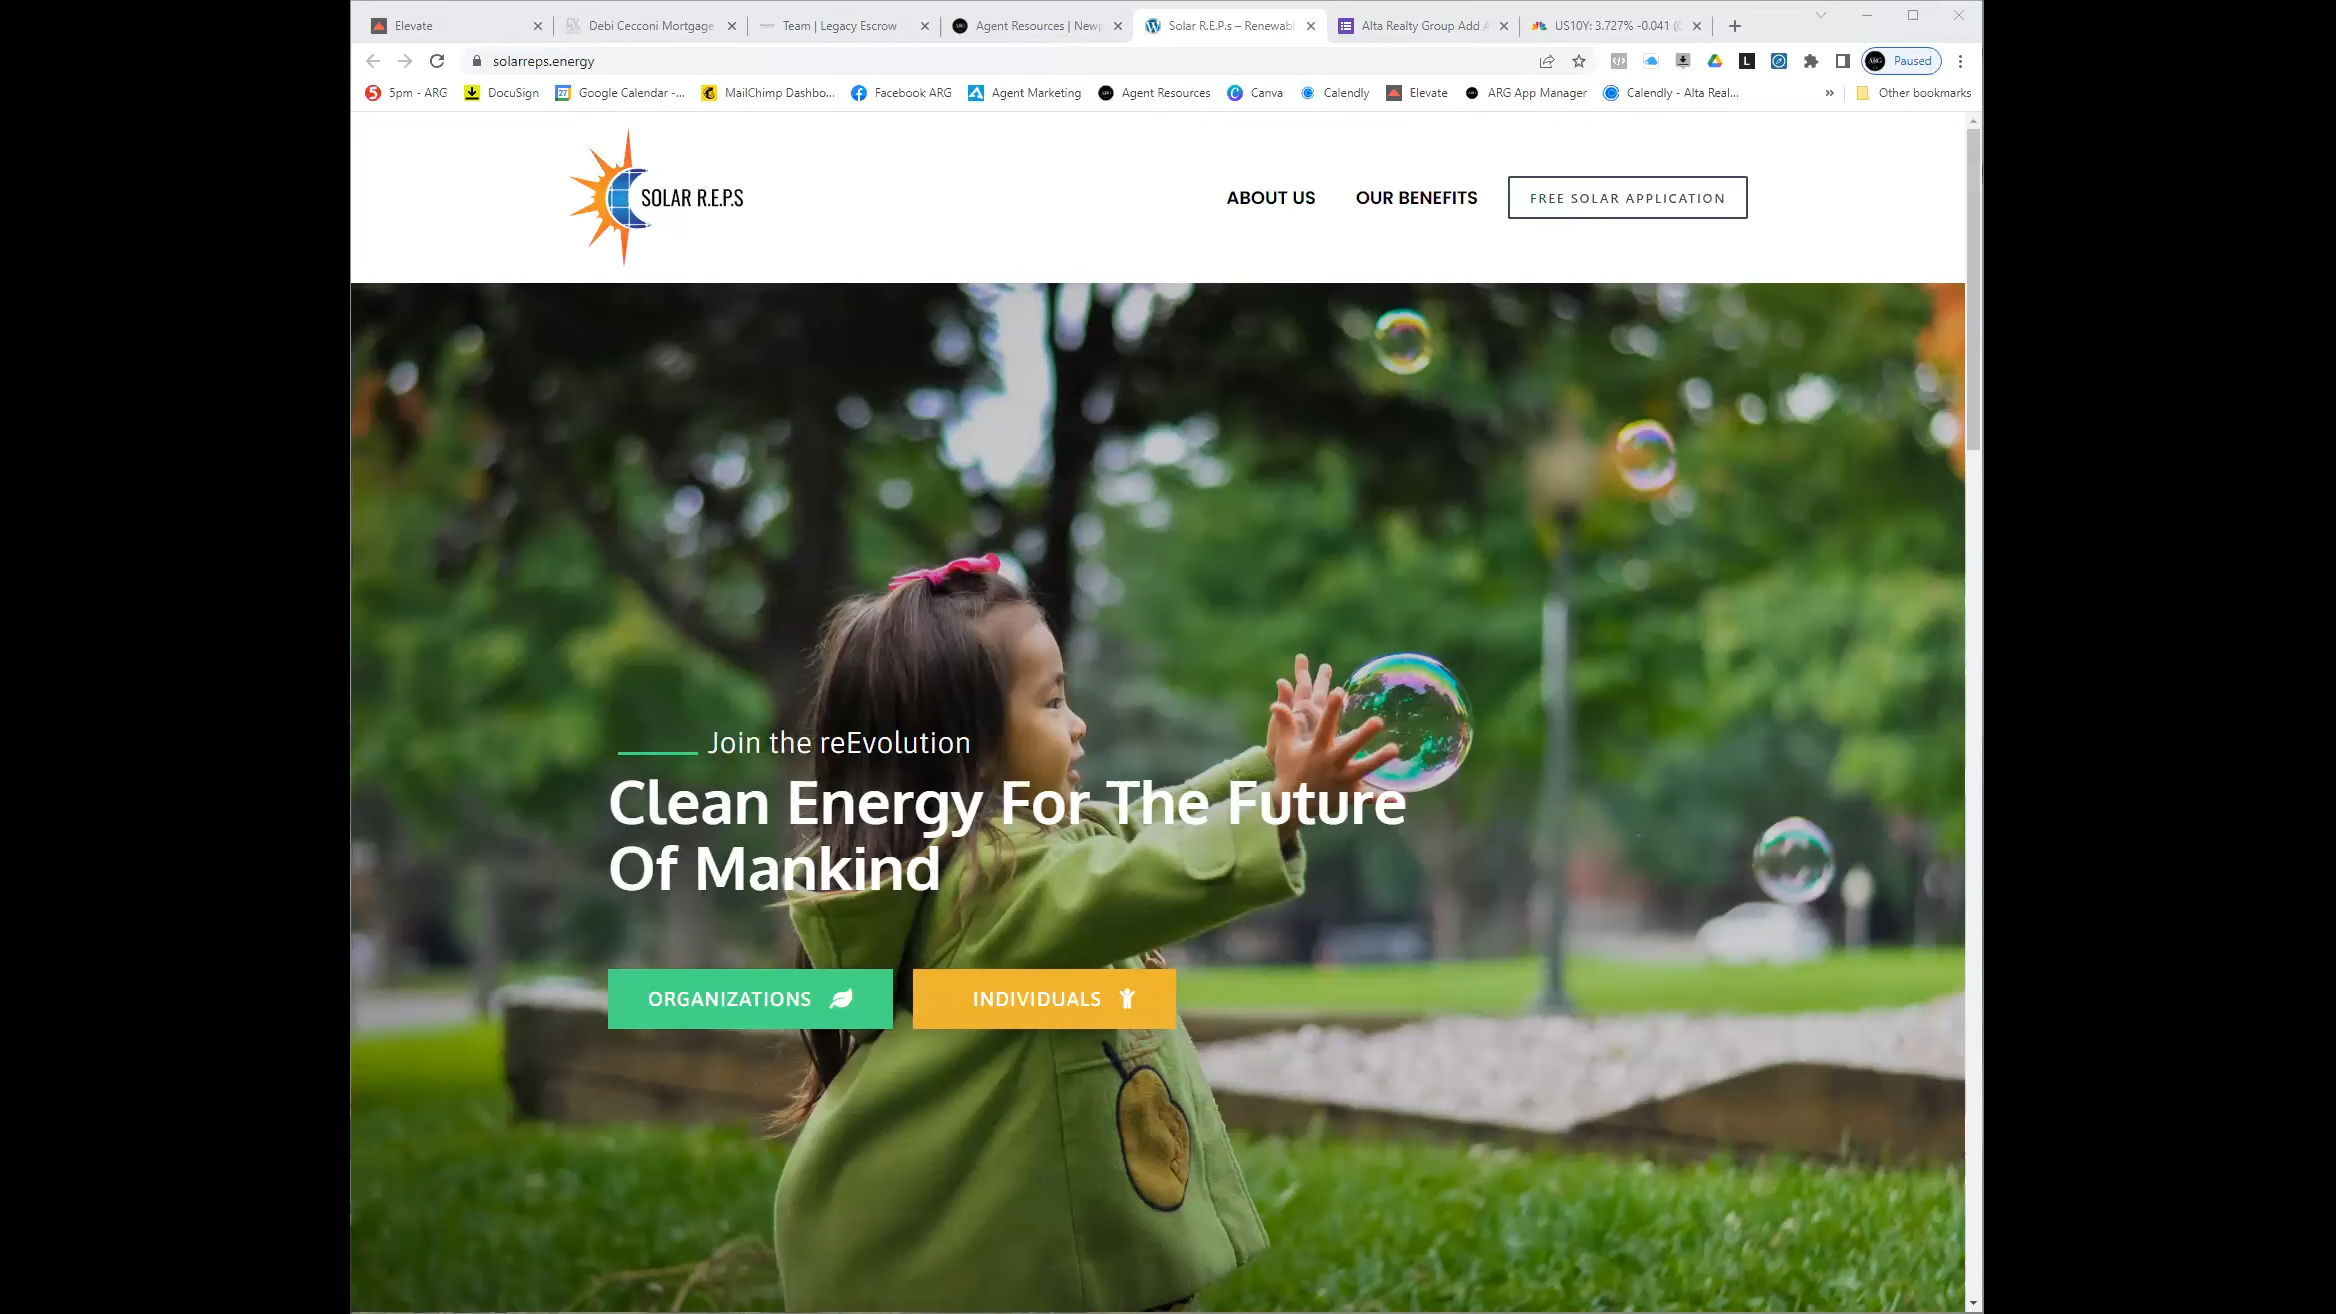 Elevate
Debi Cecconi Mortgage
Team | Legacy Escrow
Agent Resources | Newp
Solar R.E.P.s – Renewabl
Alta Realty Group Add A
US10Y: 3.727% -0.041 (
solarreps.energy
Paused
5pm - ARG
DocuSign
Google Calendar -...
MailChimp Dashbo...
Facebook ARG
Agent Marketing
Agent Resources
Canva
Calendly
Elevate
ARG App Manager
Calendly - Alta Real...
»
Other bookmarks
SOLAR R.E.P.S
ABOUT US
OUR BENEFITS
FREE SOLAR APPLICATION
Join the reEvolution
Clean Energy For The Future
Of Mankind
ORGANIZATIONS
INDIVIDUALS